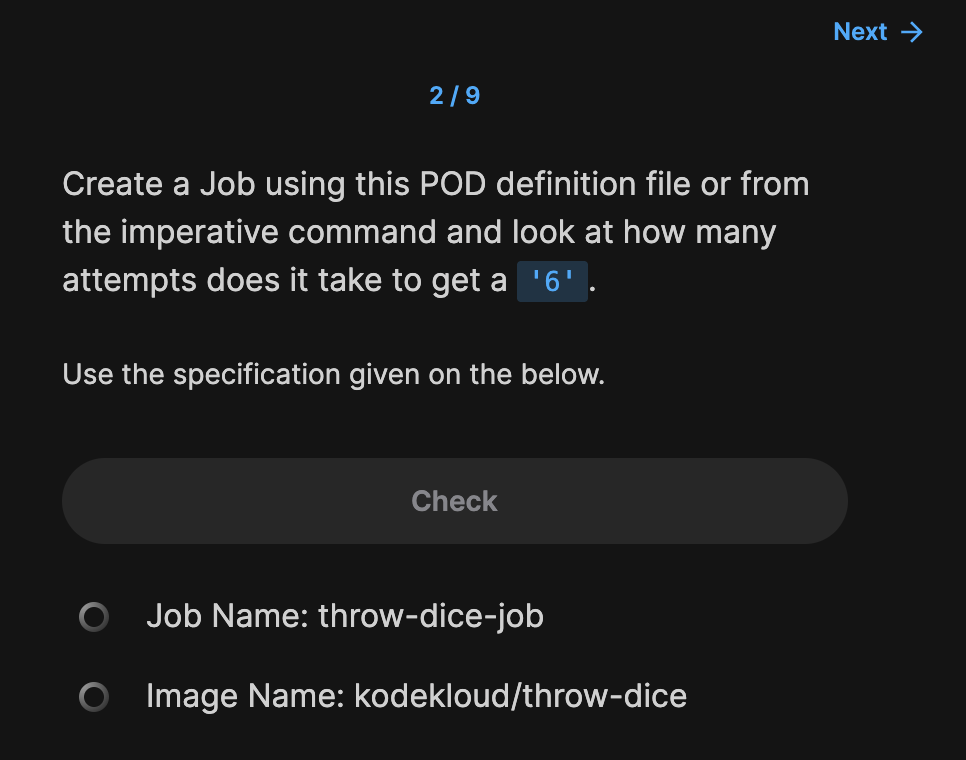 Next →
2 / 9
Create a Job using this POD definition file or from
the imperative command and look at how many
attempts does it take to get a '6'.
Use the specification given on the below.
Check
Job Name: throw-dice-job
Image Name: kodekloud/throw-dice